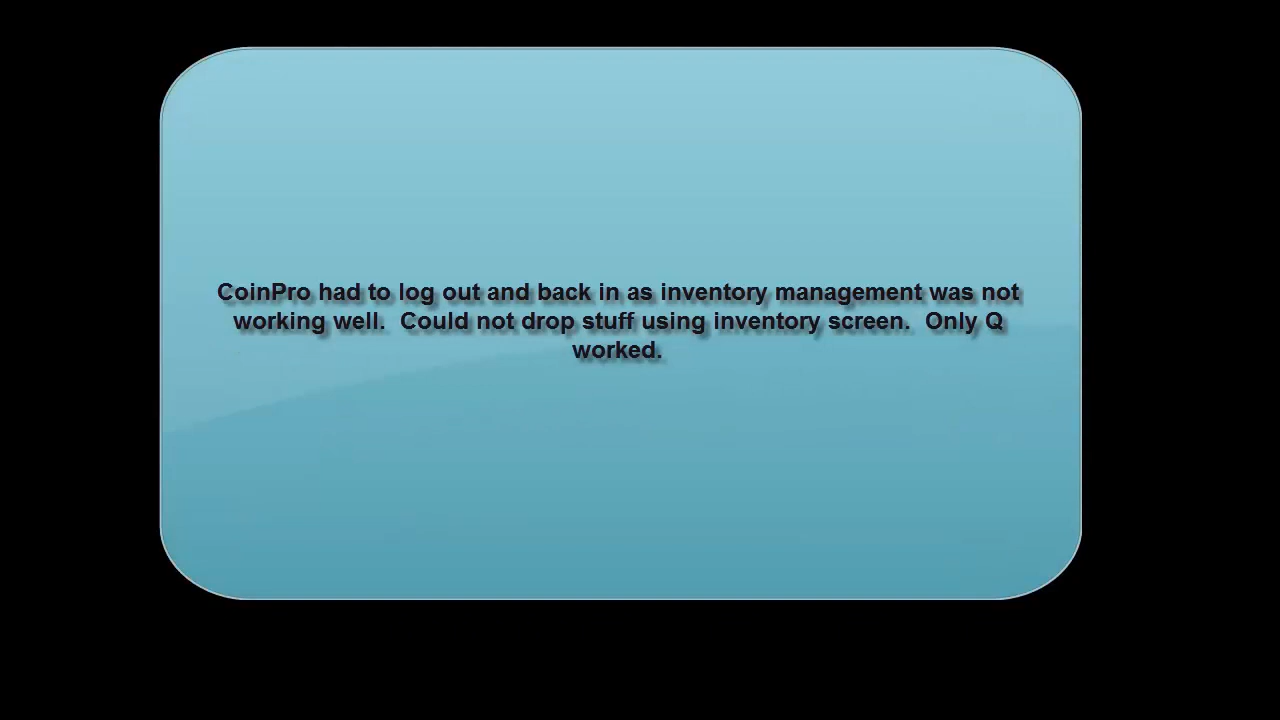 CoinPro had to log out and back in as inventory management was not
working well.  Could not drop stuff using inventory screen.  Only Q
worked.